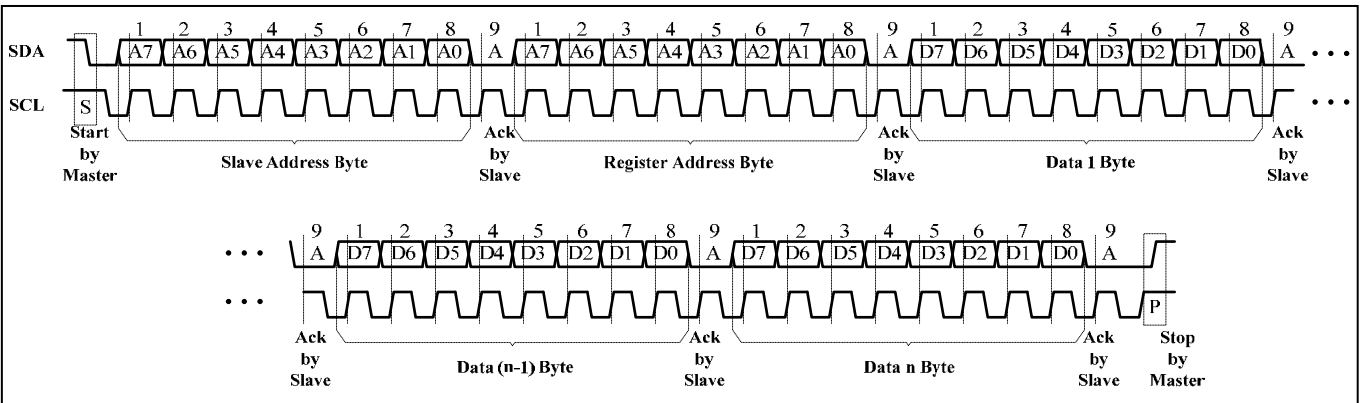 1 2 3 4 5 6 7 8 9 1 2 3 4 5 6 7 8 9 1 2 3 4 5 6 7 8 9
SDA A7 A6 A5 A4 A3 A2 A1 A0 A A7 A6 A5 A4 A3 A2 A1 A0 A D7 D6 D5 D4 D3 D2 D1 D0 A • • •
SCL S • • •
Start by Master
Slave Address Byte
Ack by Slave
Register Address Byte
Ack by Slave
Data 1 Byte
Ack by Slave
9 1 2 3 4 5 6 7 8 9 1 2 3 4 5 6 7 8 9
• • • A D7 D6 D5 D4 D3 D2 D1 D0 A D7 D6 D5 D4 D3 D2 D1 D0 A
• • • P
Ack by Slave
Data (n-1) Byte
Ack by Slave
Data n Byte
Ack by Slave
Stop by Master